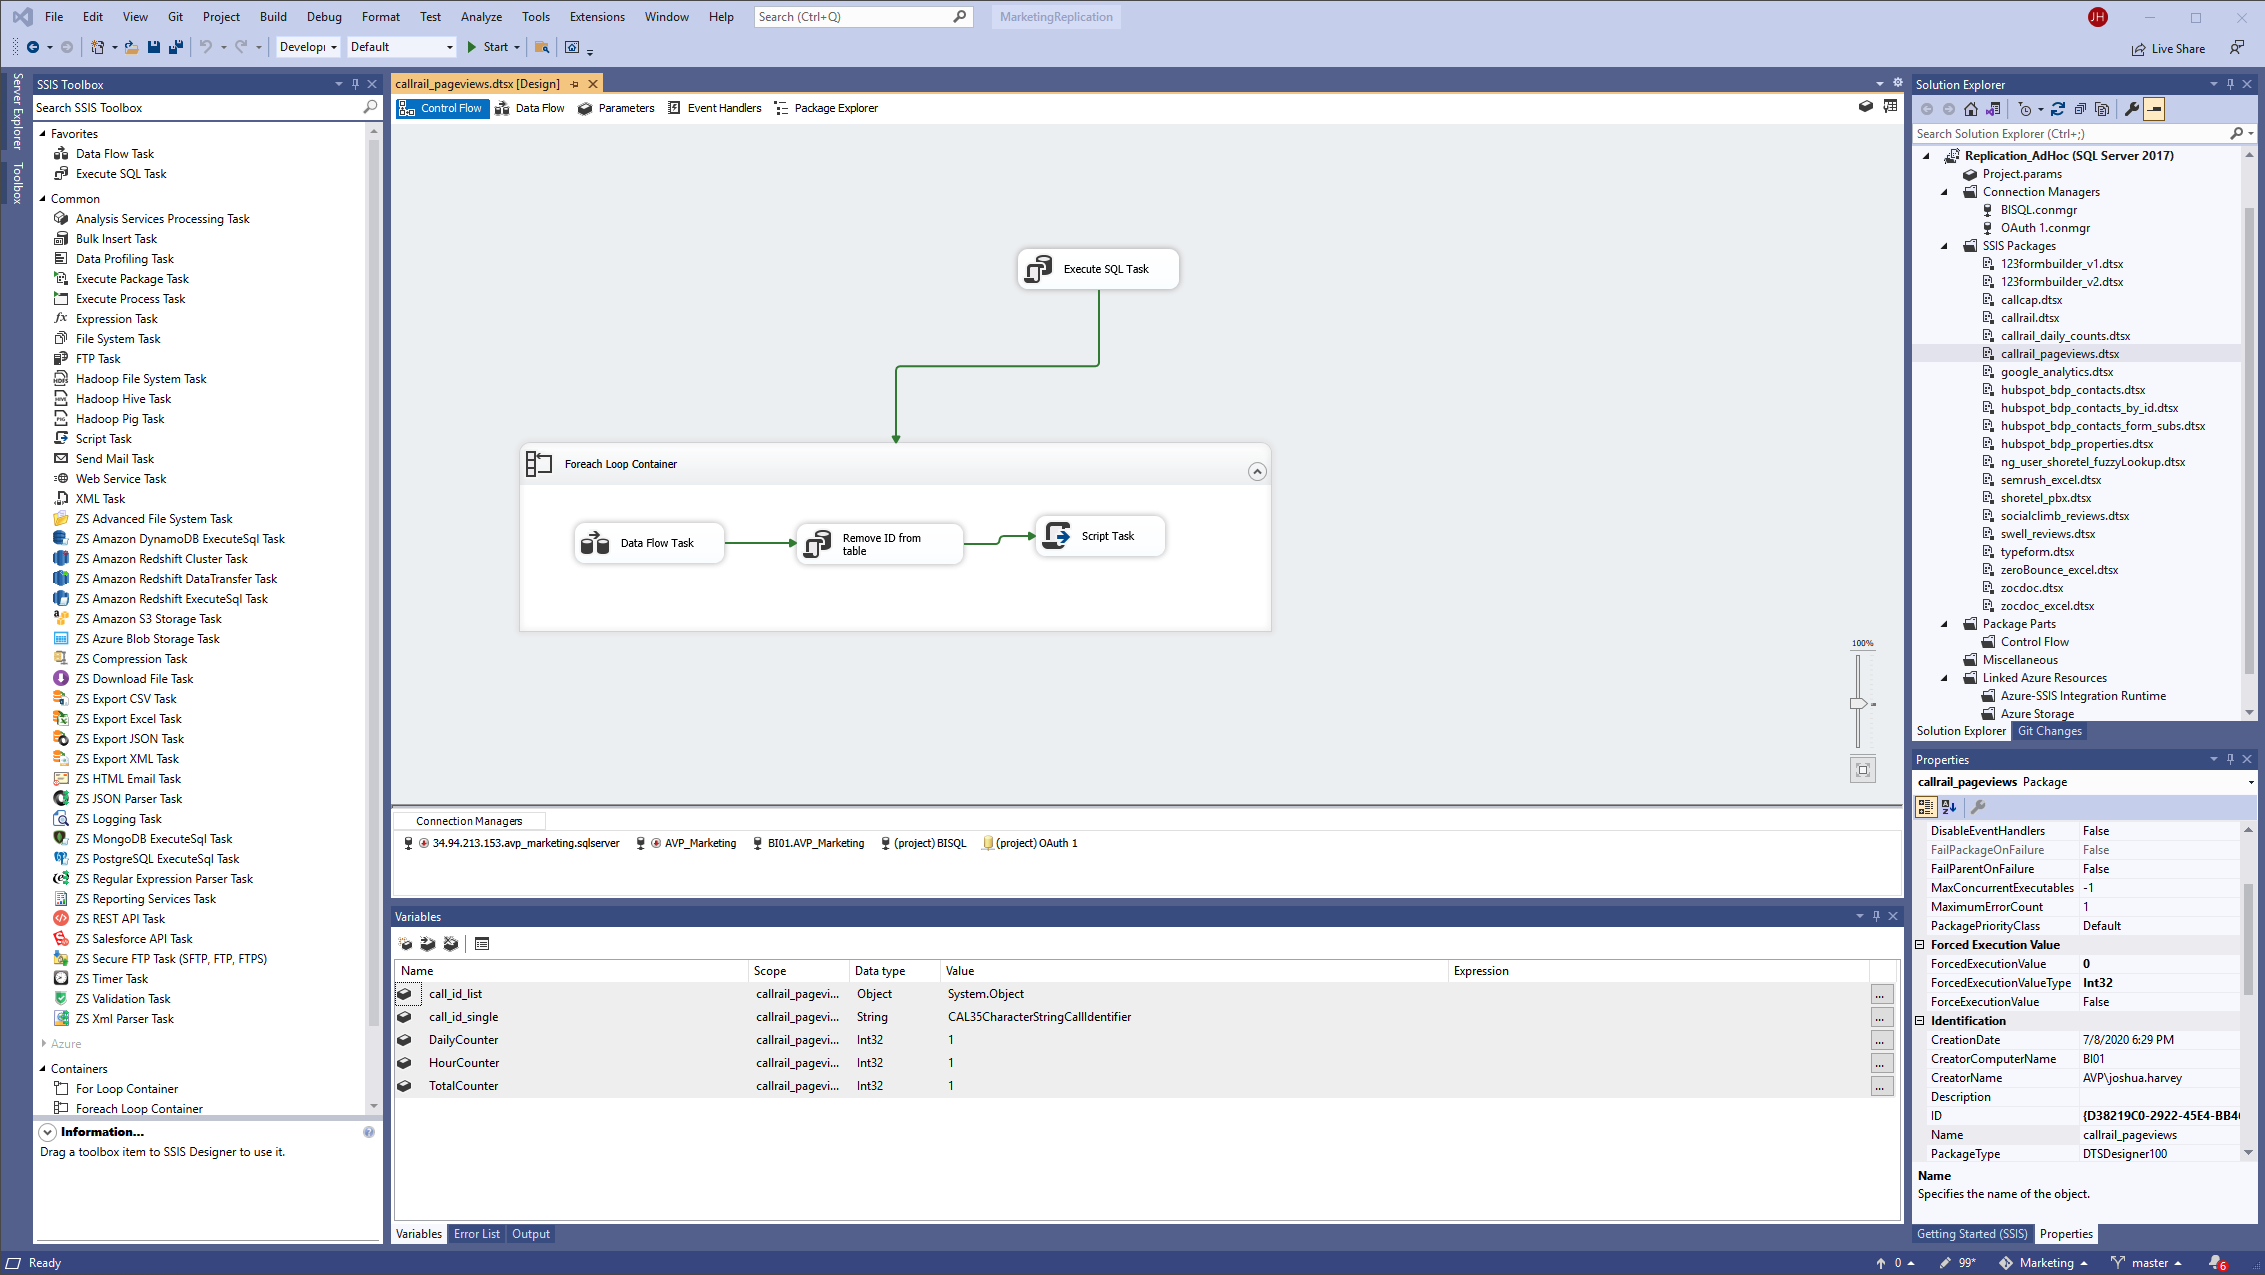 File Edit View Git Project Build Debug Format Test Analyze Tools Extensions Window Help Search (Ctrl+Q) MarketingReplication JH
Developı Default Start Live Share
Server Explorer
Toolbox
SSIS Toolbox
Search SSIS Toolbox
Favorites
Data Flow Task
Execute SQL Task
Common
Analysis Services Processing Task
Bulk Insert Task
Data Profiling Task
Execute Package Task
Execute Process Task
Expression Task
File System Task
FTP Task
Hadoop File System Task
Hadoop Hive Task
Hadoop Pig Task
Script Task
Send Mail Task
Web Service Task
XML Task
ZS Advanced File System Task
ZS Amazon DynamoDB ExecuteSql Task
ZS Amazon Redshift Cluster Task
ZS Amazon Redshift DataTransfer Task
ZS Amazon Redshift ExecuteSql Task
ZS Amazon S3 Storage Task
ZS Azure Blob Storage Task
ZS Compression Task
ZS Download File Task
ZS Export CSV Task
ZS Export Excel Task
ZS Export JSON Task
ZS Export XML Task
ZS HTML Email Task
ZS JSON Parser Task
ZS Logging Task
ZS MongoDB ExecuteSql Task
ZS PostgreSQL ExecuteSql Task
ZS Regular Expression Parser Task
ZS Reporting Services Task
ZS REST API Task
ZS Salesforce API Task
ZS Secure FTP Task (SFTP, FTP, FTPS)
ZS Timer Task
ZS Validation Task
ZS Xml Parser Task
Azure
Containers
For Loop Container
Foreach Loop Container
Information...
Drag a toolbox item to SSIS Designer to use it.
callrail_pageviews.dtsx [Design]
Control Flow Data Flow Parameters Event Handlers Package Explorer
Execute SQL Task
Foreach Loop Container
Data Flow Task
Remove ID from
table
Script Task
100%
Connection Managers
34.94.213.153.avp_marketing.sqlserver AVP_Marketing BI01.AVP_Marketing (project) BISQL (project) OAuth 1
Variables
Name Scope Data type Value Expression
call_id_list callrail_pagevi... Object System.Object ...
call_id_single callrail_pagevi... String CAL35CharacterStringCallIdentifier ...
DailyCounter callrail_pagevi... Int32 1 ...
HourCounter callrail_pagevi... Int32 1 ...
TotalCounter callrail_pagevi... Int32 1 ...
Variables Error List Output
Solution Explorer
Search Solution Explorer (Ctrl+;)
Replication_AdHoc (SQL Server 2017)
Project.params
Connection Managers
BISQL.conmgr
OAuth 1.conmgr
SSIS Packages
123formbuilder_v1.dtsx
123formbuilder_v2.dtsx
callcap.dtsx
callrail.dtsx
callrail_daily_counts.dtsx
callrail_pageviews.dtsx
google_analytics.dtsx
hubspot_bdp_contacts.dtsx
hubspot_bdp_contacts_by_id.dtsx
hubspot_bdp_contacts_form_subs.dtsx
hubspot_bdp_properties.dtsx
ng_user_shoretel_fuzzyLookup.dtsx
semrush_excel.dtsx
shoretel_pbx.dtsx
socialclimb_reviews.dtsx
swell_reviews.dtsx
typeform.dtsx
zeroBounce_excel.dtsx
zocdoc.dtsx
zocdoc_excel.dtsx
Package Parts
Control Flow
Miscellaneous
Linked Azure Resources
Azure-SSIS Integration Runtime
Azure Storage
Solution Explorer Git Changes
Properties
callrail_pageviews Package
DisableEventHandlers False
FailPackageOnFailure False
FailParentOnFailure False
MaxConcurrentExecutables -1
MaximumErrorCount 1
PackagePriorityClass Default
Forced Execution Value
ForcedExecutionValue 0
ForcedExecutionValueType Int32
ForceExecutionValue False
Identification
CreationDate 7/8/2020 6:29 PM
CreatorComputerName BI01
CreatorName AVP\joshua.harvey
Description
ID {D38219C0-2922-45E4-BB4
Name callrail_pageviews
PackageType DTSDesigner100
Name
Specifies the name of the object.
Getting Started (SSIS) Properties
Ready 0 99* Marketing master 6